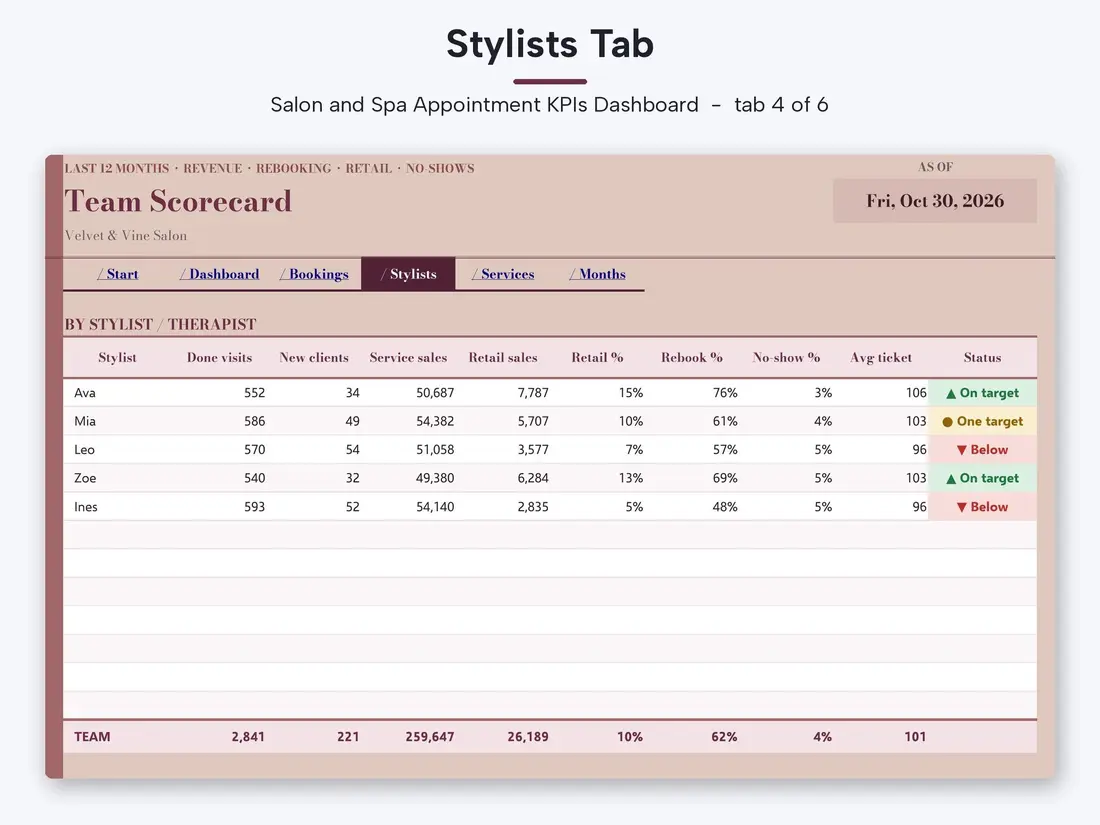 Stylists Tab
Salon and Spa Appointment KPIs Dashboard – tab 4 of 6
LAST 12 MONTHS · REVENUE · REBOOKING · RETAIL · NO-SHOWS
AS OF
Team Scorecard
Fri, Oct 30, 2026
Velvet & Vine Salon
/ Start / Dashboard / Bookings / Stylists / Services / Months
BY STYLIST / THERAPIST
Stylist Done visits New clients Service sales Retail sales Retail % Rebook % No-show % Avg ticket Status
Ava 552 34 50,687 7,787 15% 76% 3% 106 ▲ On target
Mia 586 49 54,382 5,707 10% 61% 4% 103 ● One target
Leo 570 54 51,058 3,577 7% 57% 5% 96 ▼ Below
Zoe 540 32 49,380 6,284 13% 69% 5% 103 ▲ On target
Ines 593 52 54,140 2,835 5% 48% 5% 96 ▼ Below
TEAM 2,841 221 259,647 26,189 10% 62% 4% 101